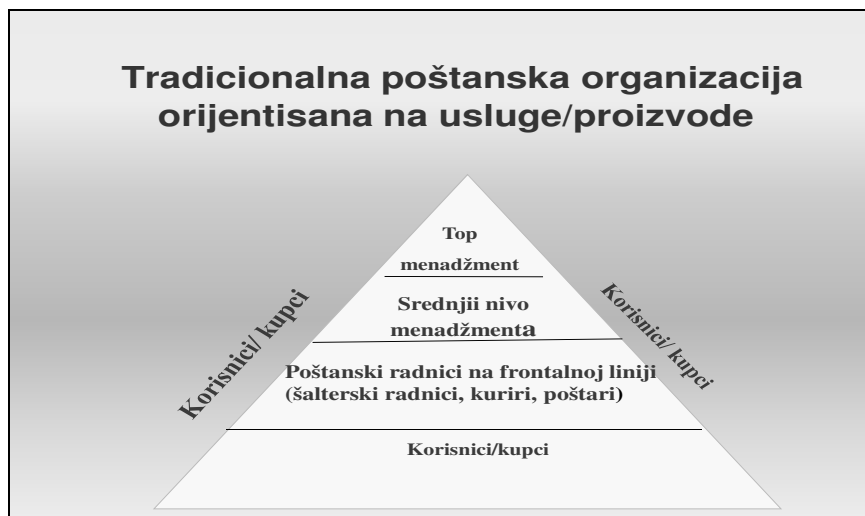 Tradicionalna poštanska organizacija
orijentisana na usluge/proizvode
Top
menadžment
Korisnici/ kupci
Srednjii nivo
menadžmenta
Korisnici/ kupci
Poštanski radnici na frontalnoj liniji
(šalterski radnici, kuriri, poštari)
Korisnici/kupci